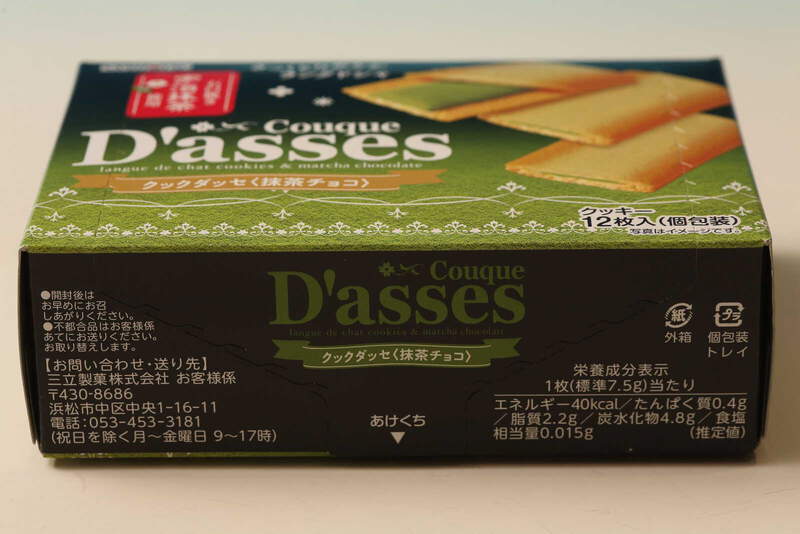 Couque
D'asses
langue de chat cookies & matcha chocolate
クックダッセ〈抹茶チョコ〉
クッキー
12枚入(個包装)
写真はイメージです。
Couque
D'asses
langue de chat cookies & matcha chocolate
クックダッセ〈抹茶チョコ〉
●開封後は
お早めにお召
しあがりください。
●不都合品はお客様係
あてにお送りください。
お取り替えします。
【お問い合わせ・送り先】
三立製菓株式会社 お客様係
〒430-8686
浜松市中区中央1-16-11
電話:053-453-3181
(祝日を除く月～金曜日 9～17時)
あけくち
紙
外箱
プラ
個包装
トレイ
栄養成分表示
1枚(標準7.5g)当たり
エネルギー40kcal/たんぱく質0.4g
/脂質2.2g/炭水化物4.8g/食塩
相当量0.015g (推定値)